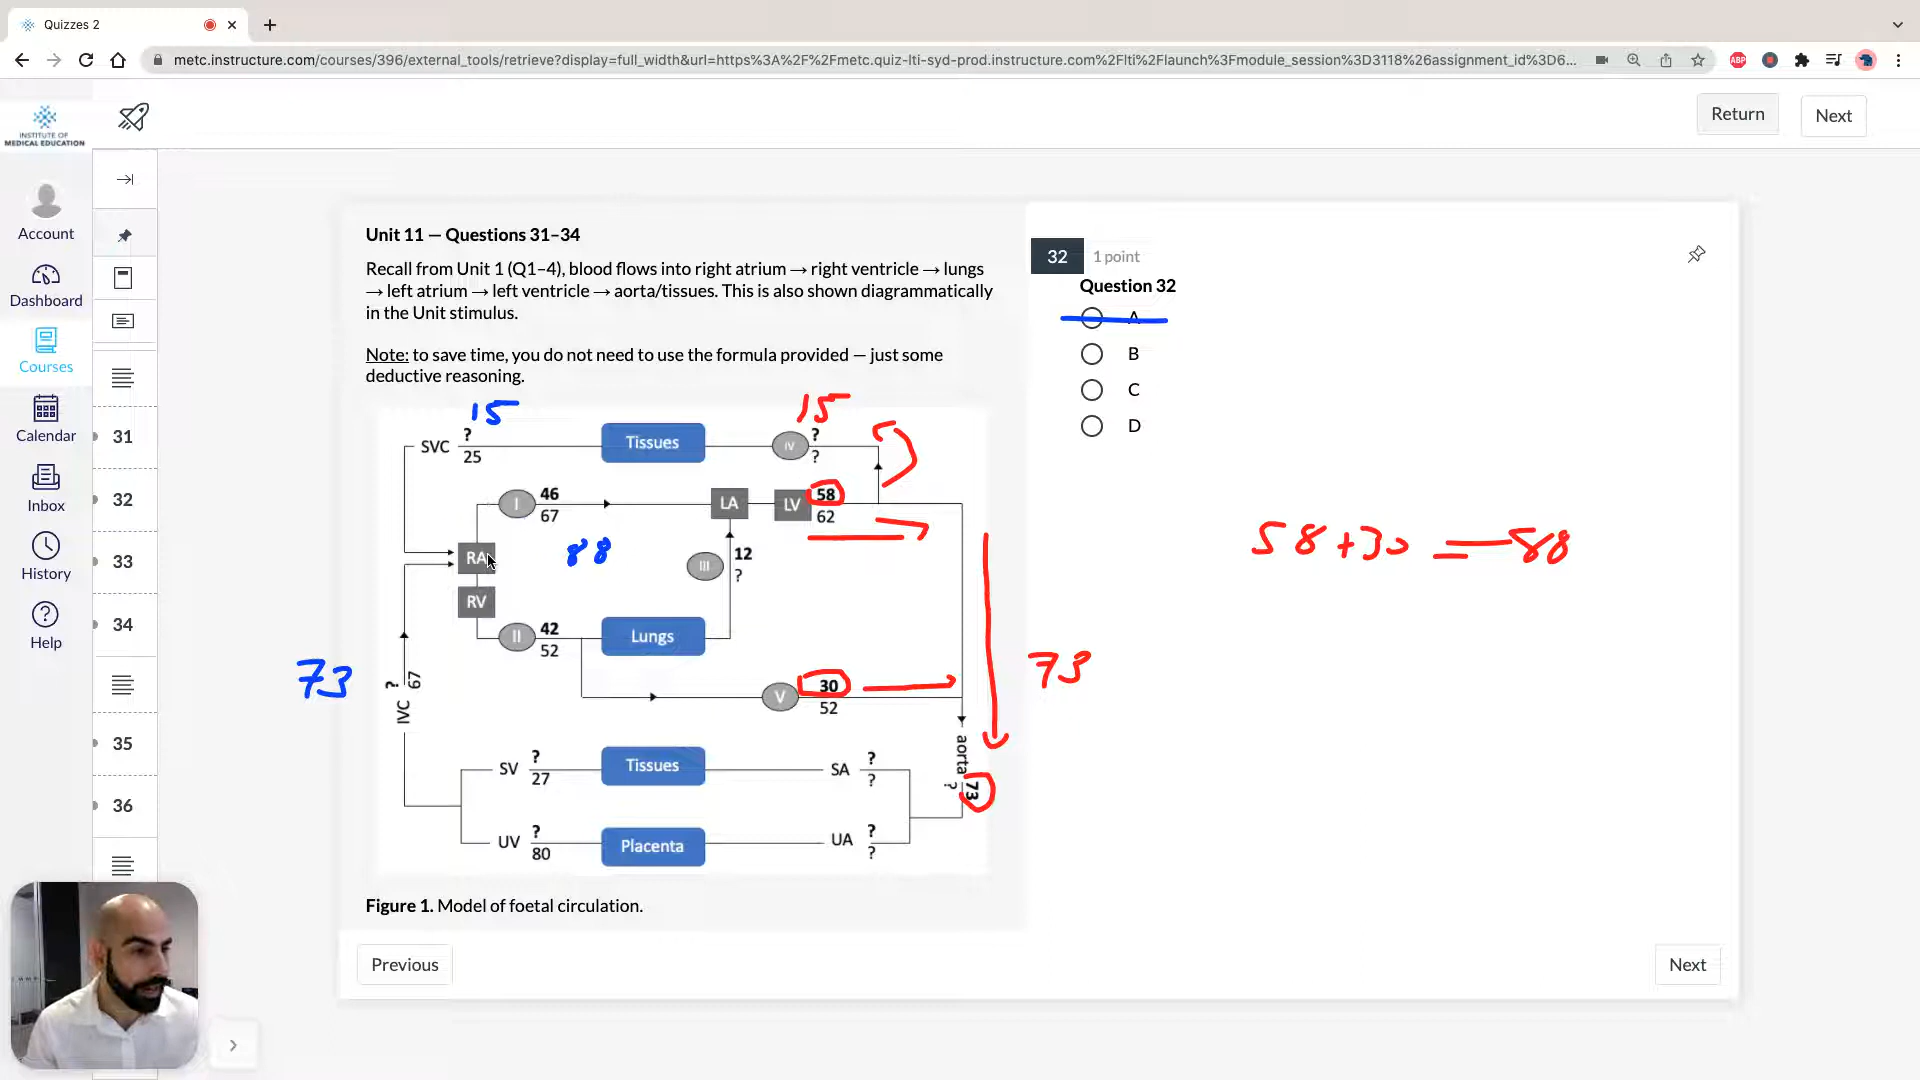 Quizzes 2
metc.instructure.com/courses/396/external_tools/retrieve?display=full_width&url=https%3A%2F%2Fmetc.quiz-lti-syd-prod.instructure.com%2Flti%2Flaunch%3Fmodule_session%3D3118%26assignment_id%3D6...
ABP
INSTITUTE OF
MEDICAL EDUCATION
Return
Next
Account
Dashboard
Courses
Calendar
Inbox
History
Help
31
32
33
34
35
36
Unit 11 — Questions 31–34
Recall from Unit 1 (Q1–4), blood flows into right atrium → right ventricle → lungs
→ left atrium → left ventricle → aorta/tissues. This is also shown diagrammatically
in the Unit stimulus.
Note: to save time, you do not need to use the formula provided — just some
deductive reasoning.
15
15
SVC ? 25
Tissues
IV ? ?
I 46 67
LA
LV 58 62
RA
88
III 12 ?
RV
II 42 52
Lungs
73
IVC ? 67
V 30 52
73
SV ? 27
Tissues
SA ? ?
aorta 73 ?
UV ? 80
Placenta
UA ? ?
Figure 1. Model of foetal circulation.
Previous
32
1 point
Question 32
A
B
C
D
58+30 = 88
Next